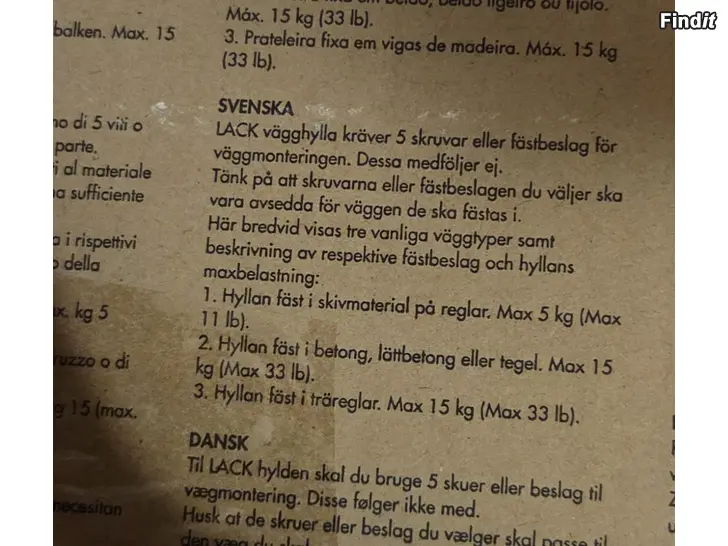 Findit
balken. Max. 15
no di 5 viti o
parte.
i al materiale
a sufficiente
a i rispettivi
o della
x. kg 5
ruzzo o di
g 15 (max.
necessitan
Máx. 15 kg (33 lb).
3. Prateleira fixa em vigas de madeira. Máx. 15 kg
(33 lb).
SVENSKA
LACK vägghylla kräver 5 skruvar eller fästbeslag för
väggmonteringen. Dessa medföljer ej.
Tänk på att skruvarna eller fästbeslagen du väljer ska
vara avsedda för väggen de ska fästas i.
Här bredvid visas tre vanliga väggtyper samt
beskrivning av respektive fästbeslag och hyllans
maxbelastning:
1. Hyllan fäst i skivmaterial på reglar. Max 5 kg (Max
11 lb).
2. Hyllan fäst i betong, lättbetong eller tegel. Max 15
kg (Max 33 lb).
3. Hyllan fäst i träreglar. Max 15 kg (Max 33 lb).
DANSK
Til LACK hylden skal du bruge 5 skuer eller beslag til
vægmontering. Disse følger ikke med.
Husk at de skruer eller beslag du vælger skal passe til
den væg du skal